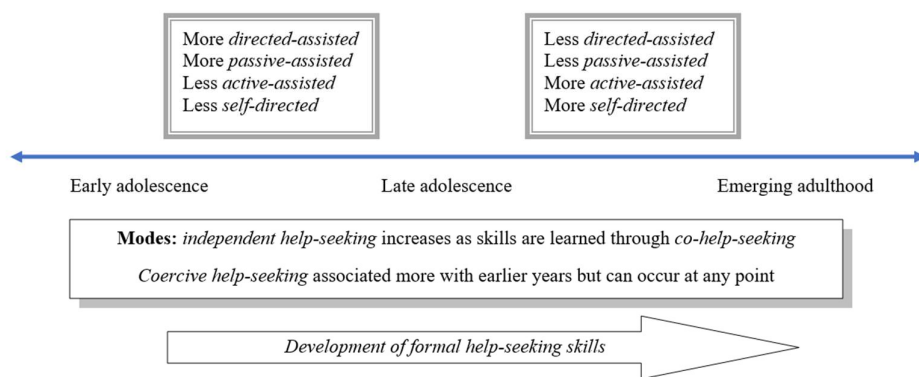 More directed-assisted
More passive-assisted
Less active-assisted
Less self-directed
Less directed-assisted
Less passive-assisted
More active-assisted
More self-directed
Early adolescence
Late adolescence
Emerging adulthood
Modes: independent help-seeking increases as skills are learned through co-help-seeking
Coercive help-seeking associated more with earlier years but can occur at any point
Development of formal help-seeking skills